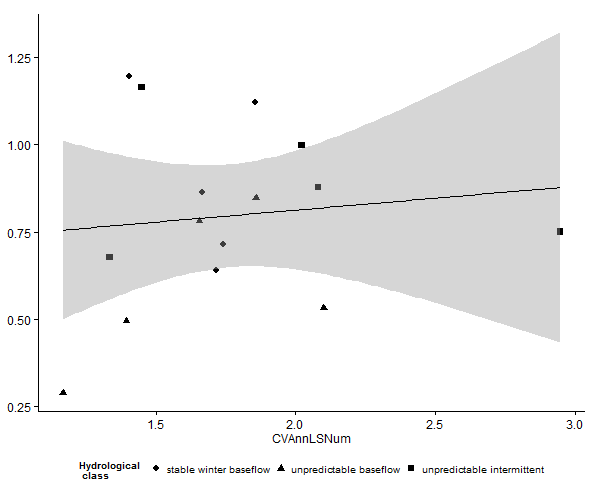 1.25
1.00
0.75
0.50
0.25
1.5 2.0 2.5 3.0
CVAnnLSNum
Hydrological
class
stable winter baseflow unpredictable baseflow unpredictable intermittent